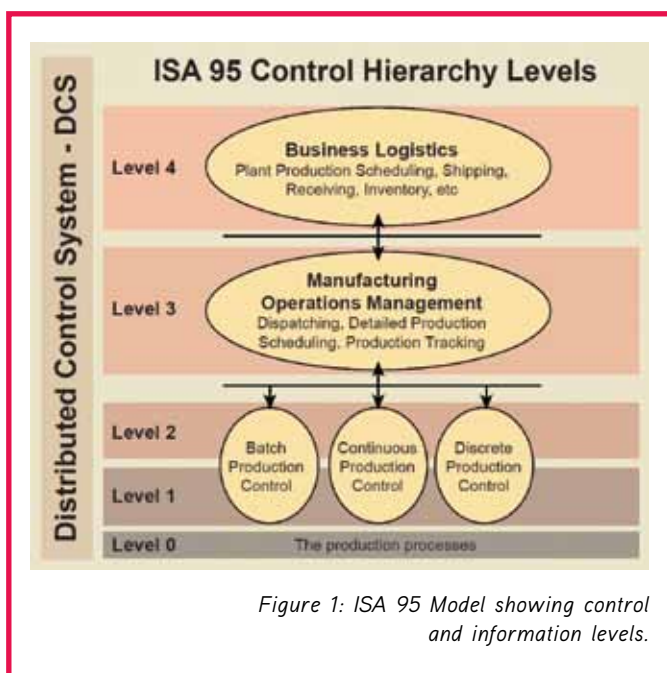 Distributed Control System - DCS
ISA 95 Control Hierarchy Levels
Level 4
Business Logistics
Plant Production Scheduling, Shipping,
Receiving, Inventory, etc
Level 3
Manufacturing
Operations Management
Dispatching, Detailed Production
Scheduling, Production Tracking
Level 2
Level 1
Batch
Production
Control
Continuous
Production
Control
Discrete
Production
Control
Level 0
The production processes
Figure 1: ISA 95 Model showing control
and information levels.